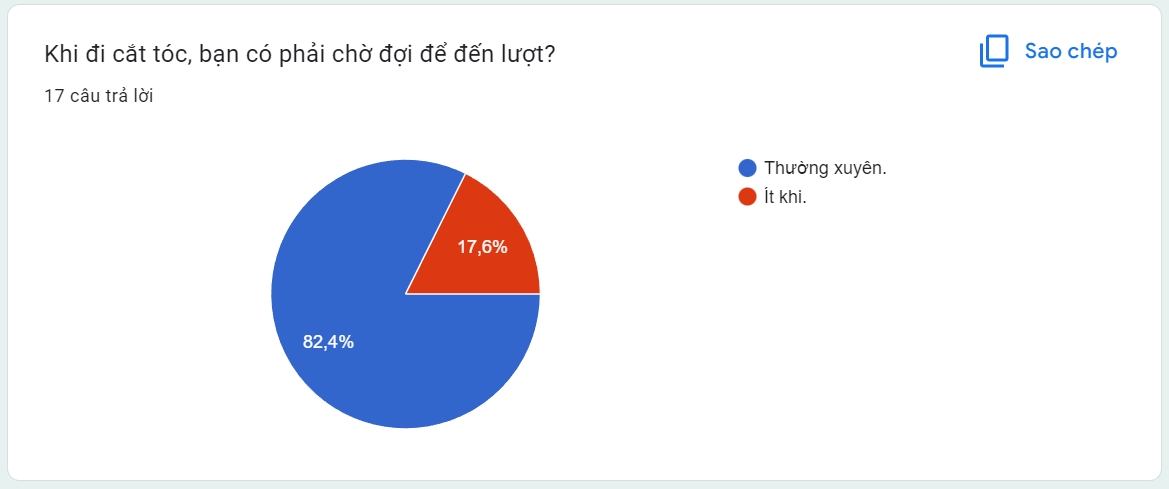 Khi đi cắt tóc, bạn có phải chờ đợi để đến lượt?
Sao chép
17 câu trả lời
Thường xuyên.
Ít khi.
17,6%
82,4%